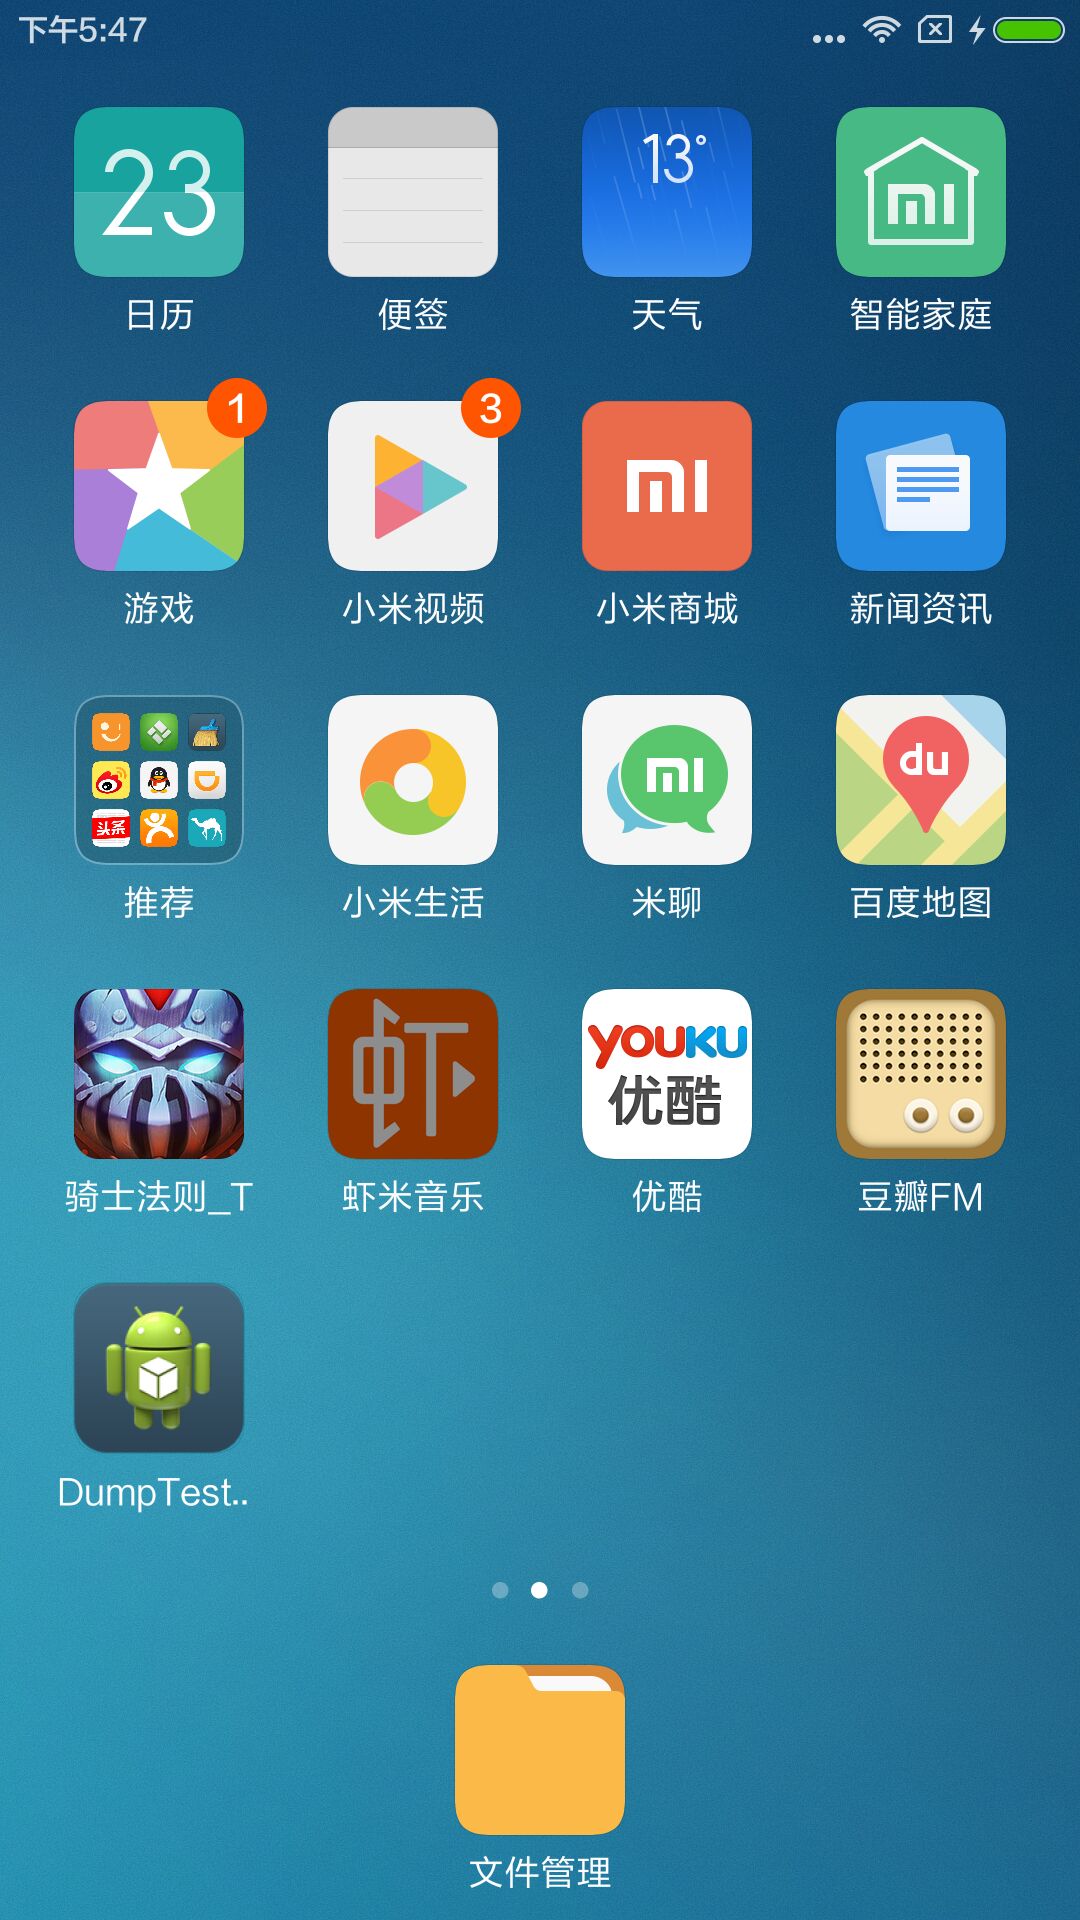 下午5:47
23
13°
日历
便签
天气
智能家庭
1
3
游戏
小米视频
小米商城
新闻资讯
头条
du
推荐
小米生活
米聊
百度地图
虾
YOUKU
优酷
骑士法则_T
虾米音乐
优酷
豆瓣FM
DumpTest..
文件管理